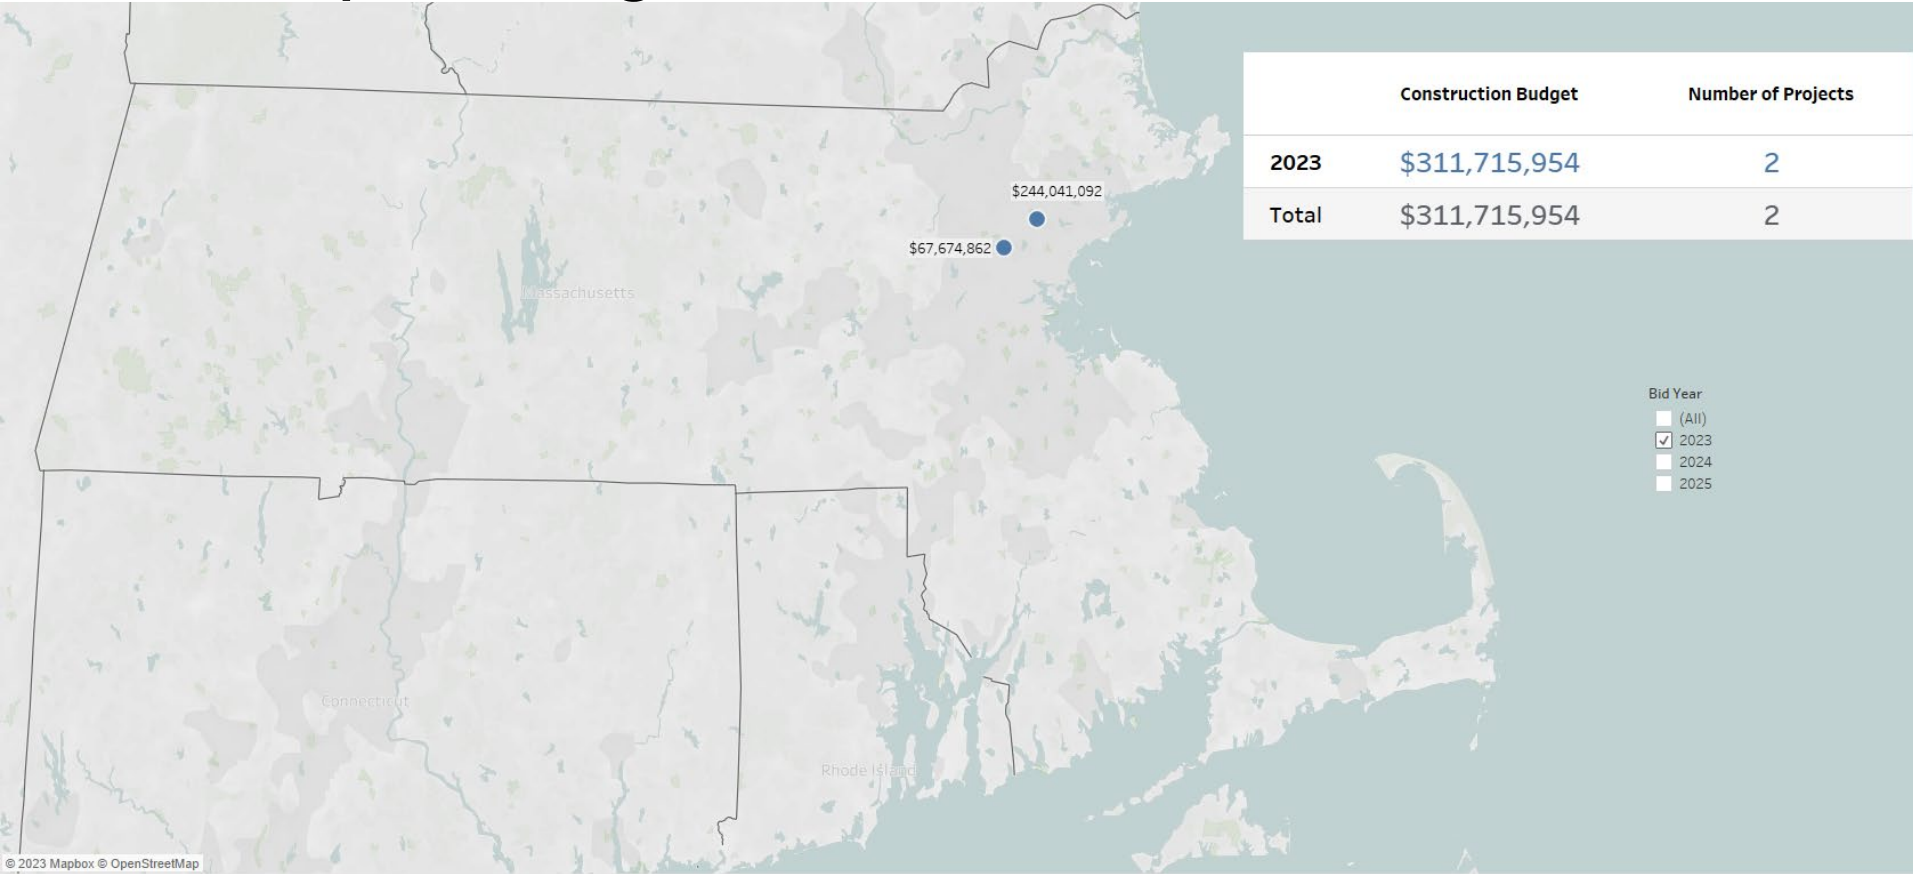 Construction Budget Number of Projects
2023 $311,715,954 2
Total $311,715,954 2
$244,041,092
$67,674,862
Massachusetts
Bid Year
(All)
2023
2024
2025
Connecticut
Rhode Island
© 2023 Mapbox © OpenStreetMap